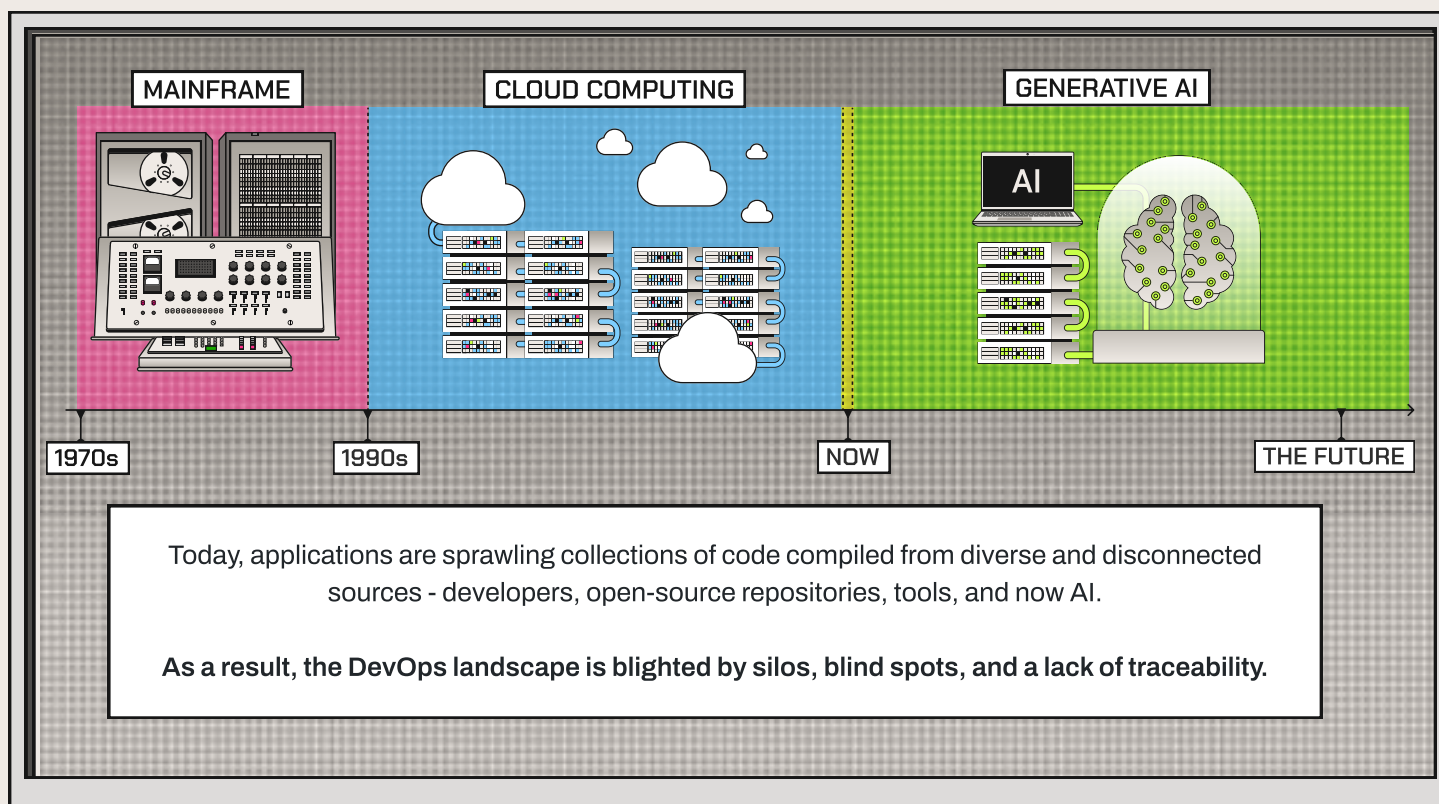 MAINFRAME
CLOUD COMPUTING
GENERATIVE AI
AI
1970s
1990s
NOW
THE FUTURE
Today, applications are sprawling collections of code compiled from diverse and disconnected
sources - developers, open-source repositories, tools, and now AI.
As a result, the DevOps landscape is blighted by silos, blind spots, and a lack of traceability.